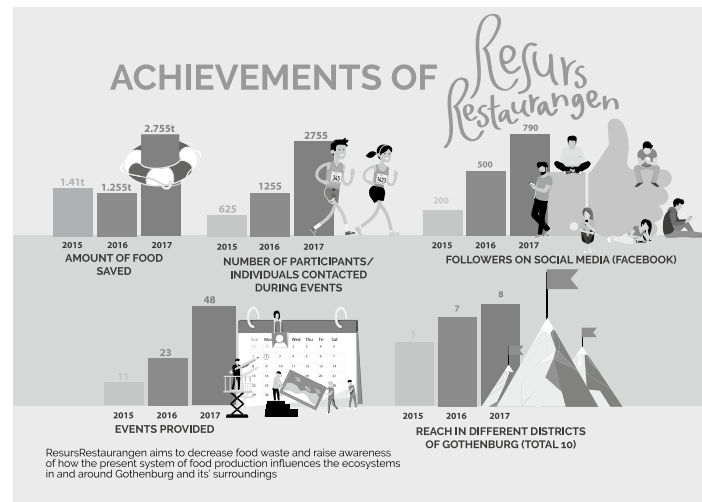 ACHIEVEMENTS OF Resurs
Restaurangen
2.755t
1.41t
1.255t
2015 2016 2017
AMOUNT OF FOOD
SAVED
2755
1255
625
345
1423
2015 2016 2017
NUMBER OF PARTICIPANTS/
INDIVIDUALS CONTACTED
DURING EVENTS
790
500
200
2015 2016 2017
FOLLOWERS ON SOCIAL MEDIA (FACEBOOK)
48
23
11
2015 2016 2017
EVENTS PROVIDED
Wed Thu Fri Sat
8
7
5
2015 2016 2017
REACH IN DIFFERENT DISTRICTS
OF GOTHENBURG (TOTAL 10)
ResursRestaurangen aims to decrease food waste and raise awareness
of how the present system of food production influences the ecosystems
in and around Gothenburg and its' surroundings